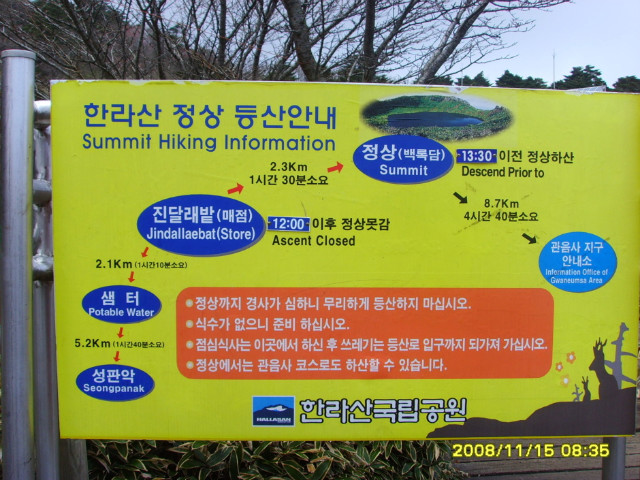 한라산 정상 등산안내
Summit Hiking Information
정상(백록담)
Summit
13:30 이전 정상하산
Descend Prior to
2.3Km
1시간 30분소요
8.7Km
4시간 40분소요
진달래밭(매점)
Jindallaebat(Store)
12:00 이후 정상못감
Ascent Closed
관음사 지구
안내소
Information Office of
Gwaneumsa Area
2.1Km (1시간10분소요)
샘 터
Potable Water
5.2Km (1시간40분소요)
성판악
Seongpanak
정상까지 경사가 심하니 무리하게 등산하지 마십시오.
식수가 없으니 준비 하십시오.
점심식사는 이곳에서 하신 후 쓰레기는 등산로 입구까지 되가져 가십시오.
정상에서는 관음사 코스로도 하산할 수 있습니다.
HALLASAN
한라산국립공원
2008/11/15 08:35